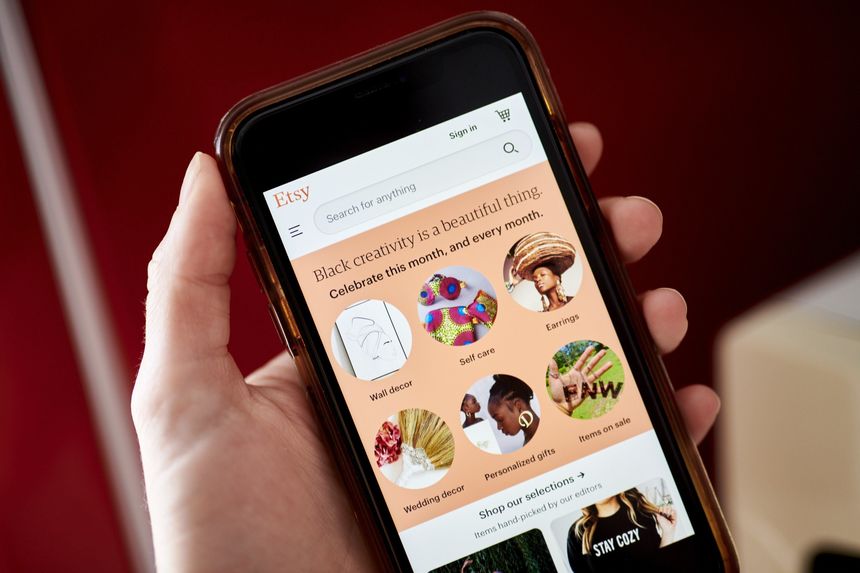 Sign in
Etsy
Search for anything
Black creativity is a beautiful thing.
Celebrate this month, and every month.
Wall decor
Self care
Earrings
Wedding decor
Personalized gifts
Items on sale
Shop our selections →
Items hand-picked by our editors
STAY COZY